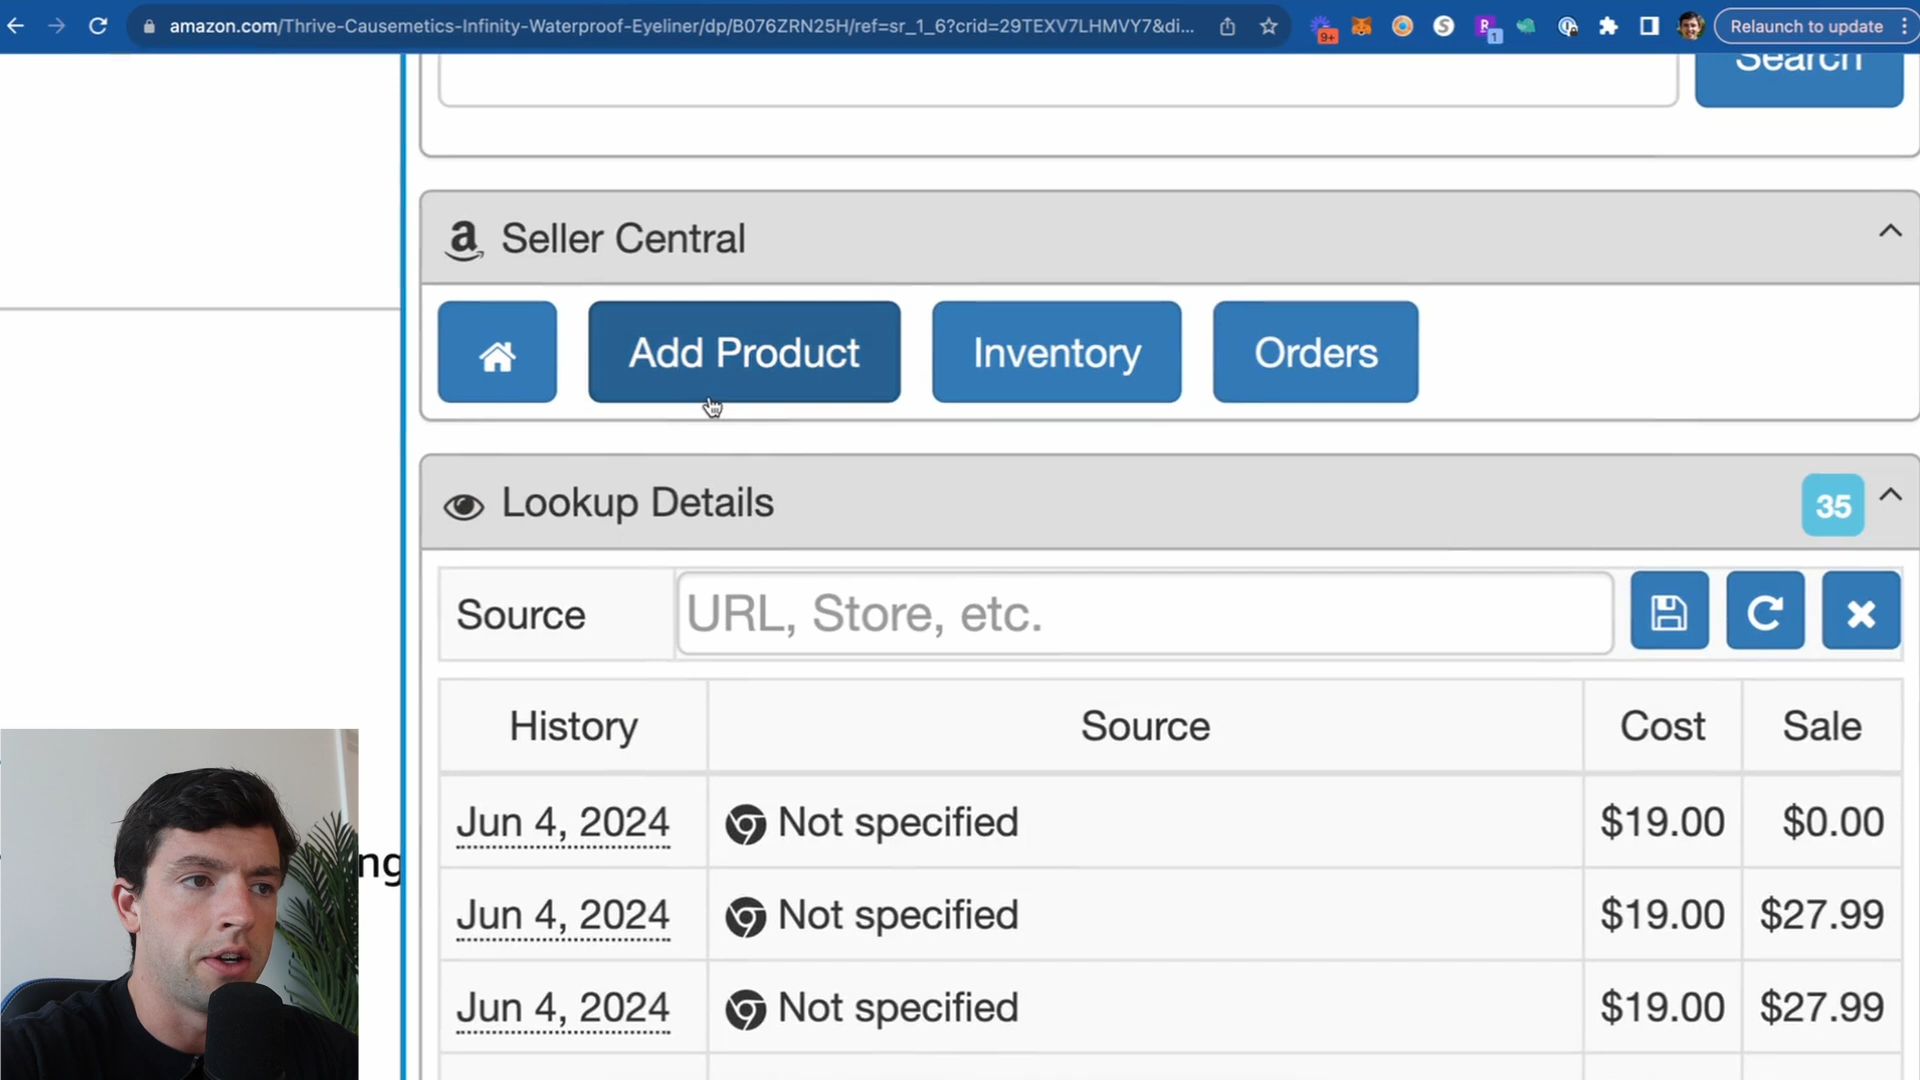 amazon.com/Thrive-Causemetics-Infinity-Waterproof-Eyeliner/dp/B076ZRN25H/ref=sr_1_6?crid=29TEXV7LHMVY7&di...
9+
1
Relaunch to update
Search
Seller Central
Add Product
Inventory
Orders
Lookup Details
35
Source
URL, Store, etc.
History Source Cost Sale
Jun 4, 2024 Not specified $19.00 $0.00
ng
Jun 4, 2024 Not specified $19.00 $27.99
Jun 4, 2024 Not specified $19.00 $27.99